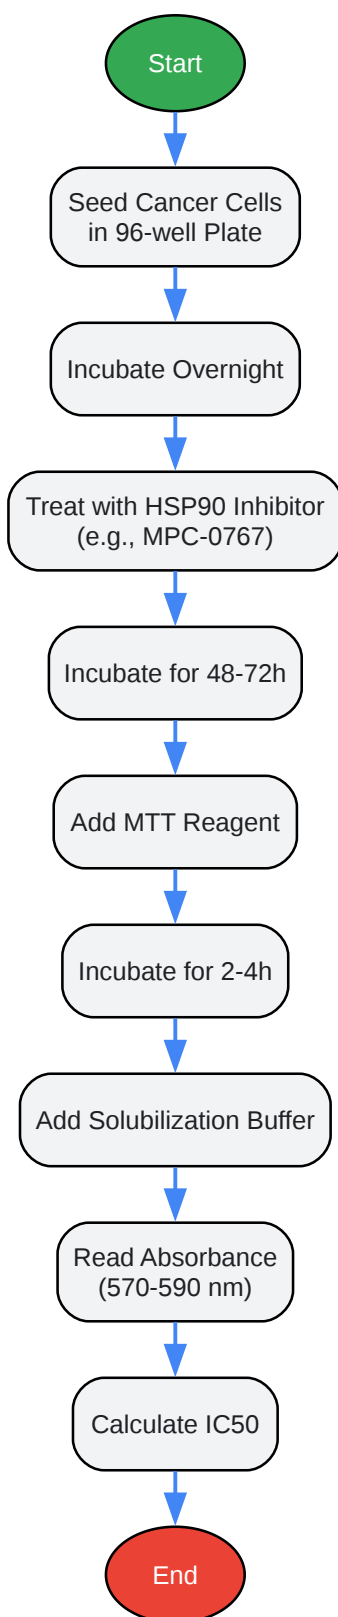 Start
Seed Cancer Cells
in 96-well Plate
Incubate Overnight
Treat with HSP90 Inhibitor
(e.g., MPC-0767)
Incubate for 48-72h
Add MTT Reagent
Incubate for 2-4h
Add Solubilization Buffer
Read Absorbance
(570-590 nm)
Calculate IC50
End